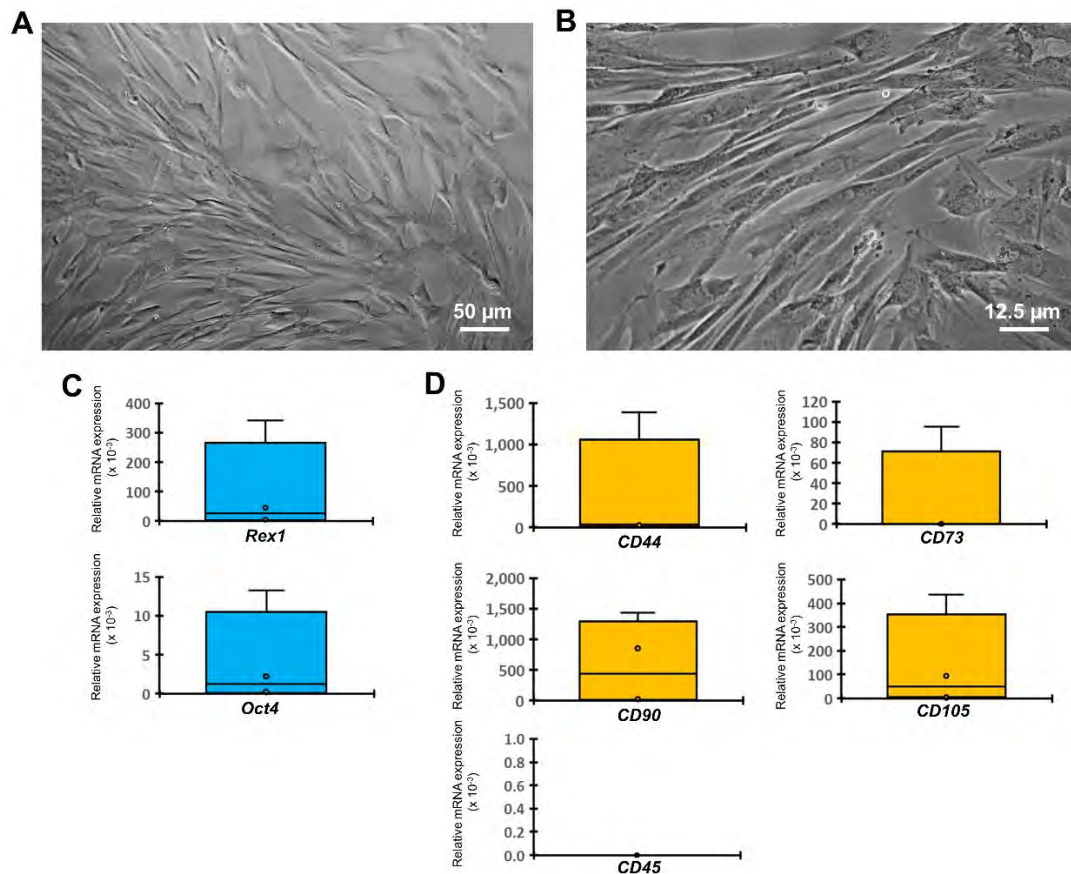 A
B
50 µm
12.5 µm
C
Relative mRNA expression
(x 10⁻³)
400
300
200
100
0
Rex1
Relative mRNA expression
(x 10⁻³)
15
10
5
0
Oct4
D
Relative mRNA expression
(x 10⁻³)
1,500
1,000
500
0
CD44
Relative mRNA expression
(x 10⁻³)
120
100
80
60
40
20
0
CD73
Relative mRNA expression
(x 10⁻³)
2,000
1,500
1,000
500
0
CD90
Relative mRNA expression
(x 10⁻³)
500
400
300
200
100
0
CD105
Relative mRNA expression
(x 10⁻³)
1.0
0.8
0.6
0.4
0.2
0.0
CD45